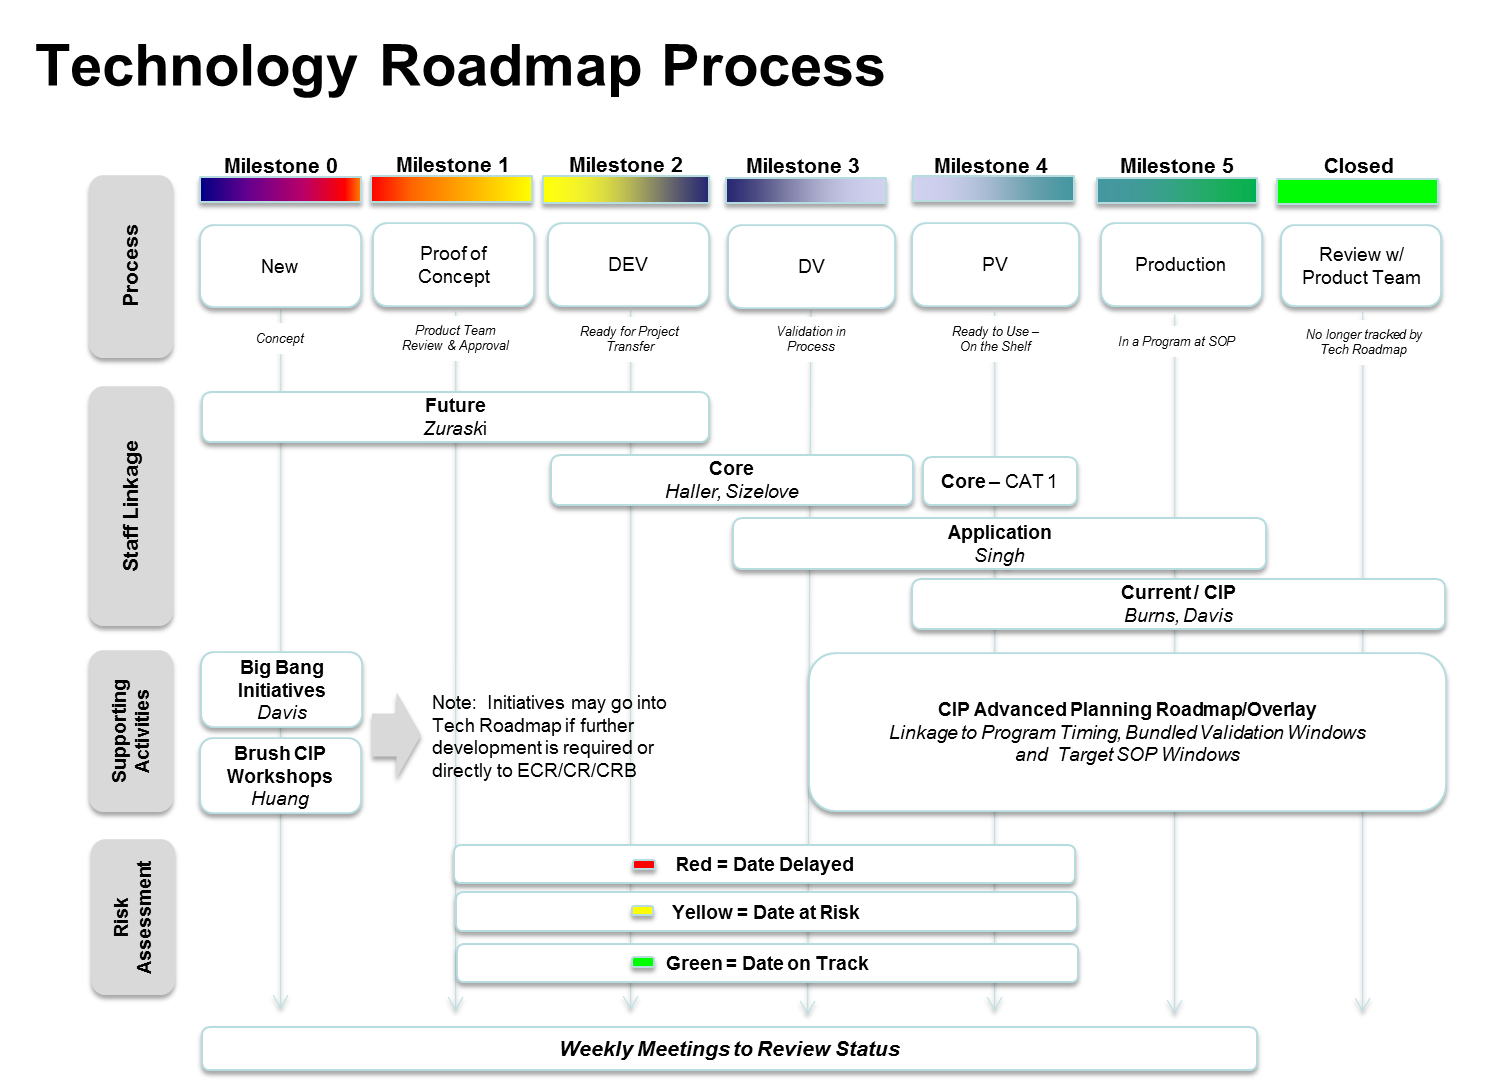 Technology Roadmap Process
Milestone 0
Milestone 1
Milestone 2
Milestone 3
Milestone 4
Milestone 5
Closed
Process
New
Proof of
Concept
DEV
DV
PV
Production
Review w/
Product Team
Concept
Product Team
Review & Approval
Ready for Project
Transfer
Validation in
Process
Ready to Use –
On the Shelf
In a Program at SOP
No longer tracked by
Tech Roadmap
Staff Linkage
Future
Zuraski
Core
Haller, Sizelove
Core – CAT 1
Application
Singh
Current / CIP
Burns, Davis
Supporting
Activities
Big Bang
Initiatives
Davis
Brush CIP
Workshops
Huang
Note: Initiatives may go into
Tech Roadmap if further
development is required or
directly to ECR/CR/CRB
CIP Advanced Planning Roadmap/Overlay
Linkage to Program Timing, Bundled Validation Windows
and Target SOP Windows
Risk
Assessment
Red = Date Delayed
Yellow = Date at Risk
Green = Date on Track
Weekly Meetings to Review Status